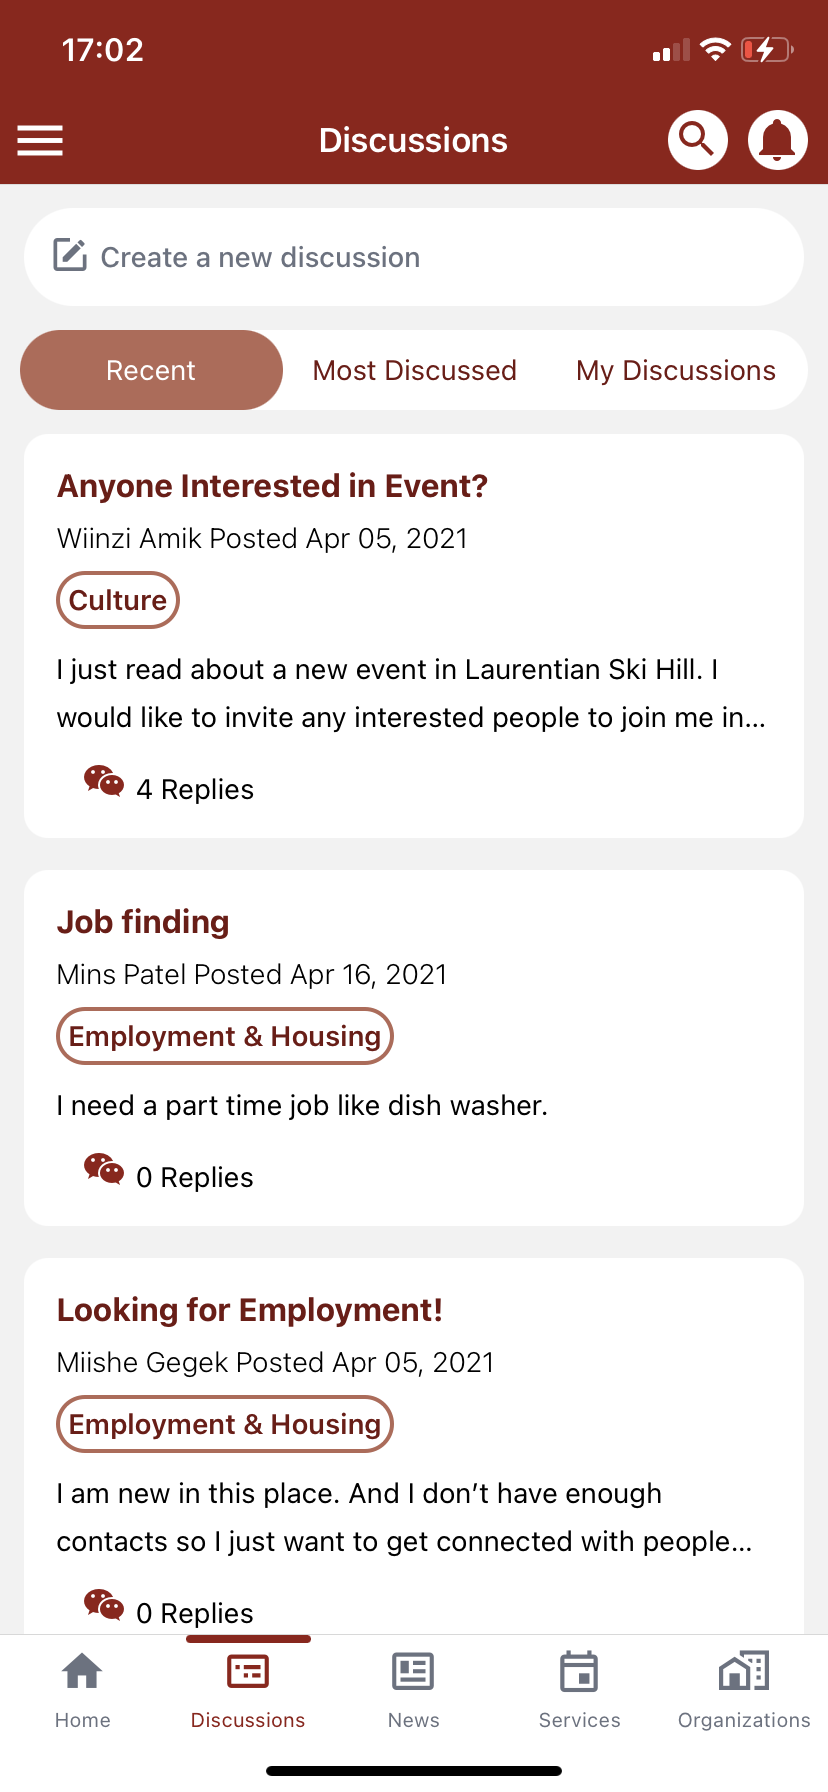 17:02
Discussions
Create a new discussion
Recent Most Discussed My Discussions
Anyone Interested in Event?
Wiinzi Amik Posted Apr 05, 2021
Culture
I just read about a new event in Laurentian Ski Hill. I
would like to invite any interested people to join me in...
4 Replies
Job finding
Mins Patel Posted Apr 16, 2021
Employment & Housing
I need a part time job like dish washer.
0 Replies
Looking for Employment!
Miishe Gegek Posted Apr 05, 2021
Employment & Housing
I am new in this place. And I don’t have enough
contacts so I just want to get connected with people...
0 Replies
Home Discussions News Services Organizations